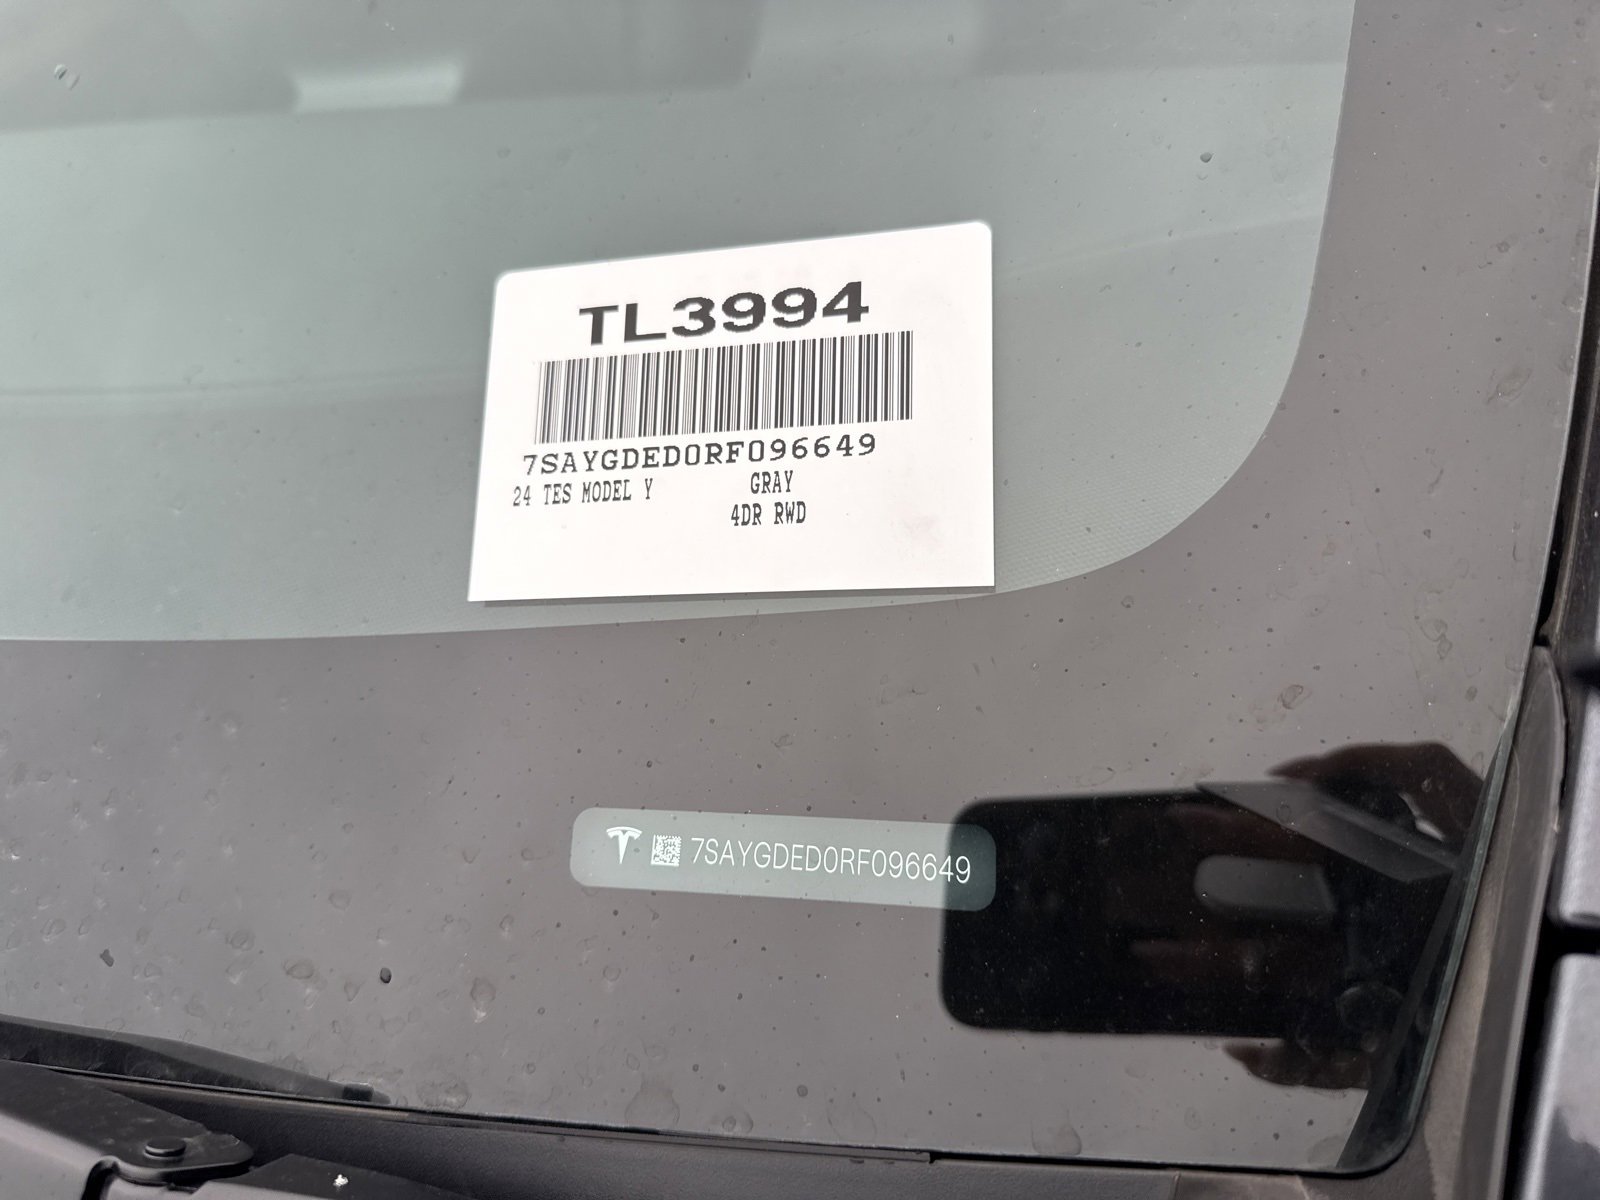 TL3994
7SAYGDED0RF096649
24 TES MODEL Y GRAY
4DR RWD
7SAYGDED0RF096649